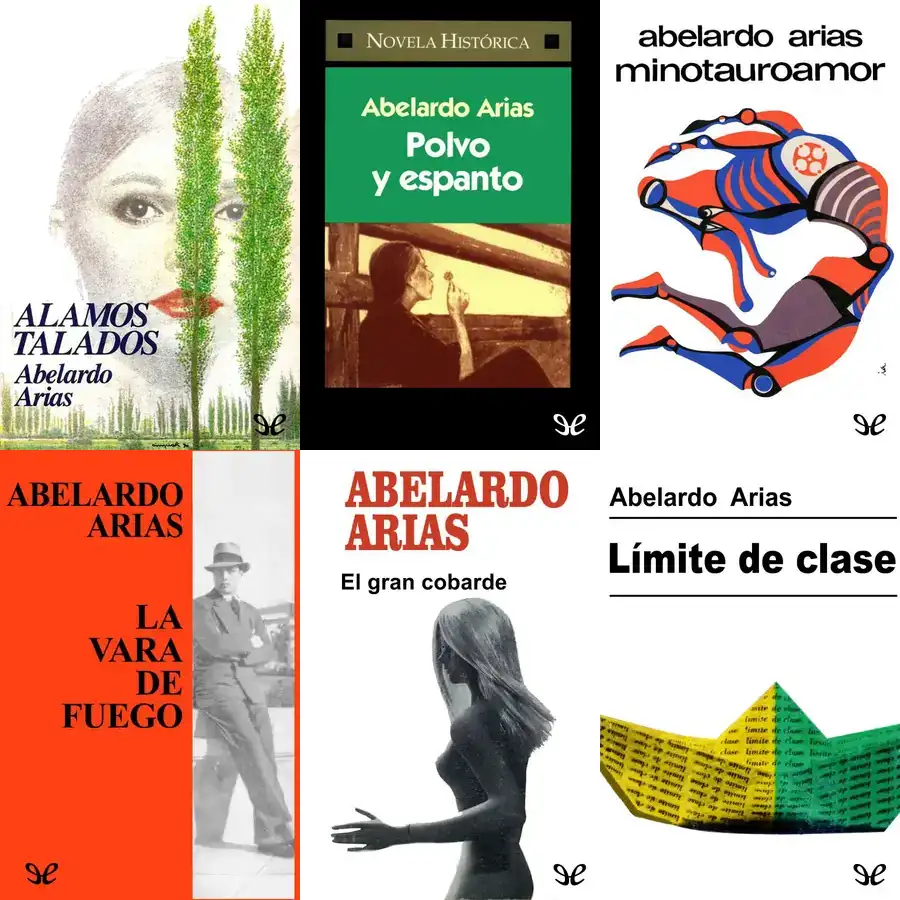 ALAMOS
TALADOS
Abelardo
Arias
NOVELA HISTÓRICA
Abelardo Arias
Polvo
y espanto
abelardo arias
minotauroamor
ABELARDO
ARIAS
LA
VARA
DE
FUEGO
ABELARDO
ARIAS
El gran cobarde
Abelardo Arias
Límite de clase